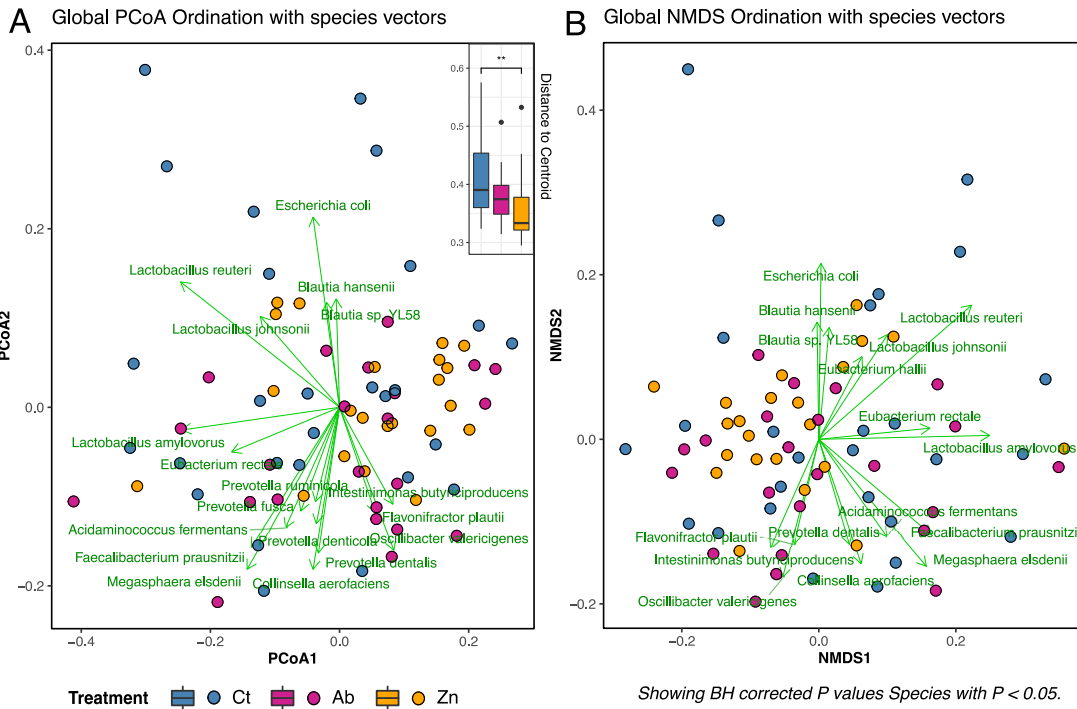 A Global PCoA Ordination with species vectors
B Global NMDS Ordination with species vectors
0.4
0.2
0.0
−0.2
PCoA2
−0.4
−0.2
0.0
0.2
PCoA1
0.6
0.5
0.4
0.3
**
Distance to Centroid
Escherichia coli
Lactobacillus reuteri
Blautia hansenii
Blautia sp. YL58
Lactobacillus johnsonii
Lactobacillus amylovorus
Eubacterium rectale
Prevotella ruminicola
Intestinimonas butyriciproducens
Prevotella fusca
Flavonifractor plautii
Acidaminococcus fermentans
Prevotella denticola
Oscillibacter valericigenes
Faecalibacterium prausnitzii
Prevotella dentalis
Megasphaera elsdenii
Collinsella aerofaciens
0.4
0.2
0.0
−0.2
NMDS2
−0.2
0.0
0.2
NMDS1
Escherichia coli
Blautia hansenii
Lactobacillus reuteri
Blautia sp. YL58
Lactobacillus johnsonii
Eubacterium hallii
Eubacterium rectale
Lactobacillus amylovorus
Acidaminococcus fermentans
Flavonifractor plautii
Prevotella dentalis
Faecalibacterium prausnitzi
Intestinimonas butyriciproducens
Megasphaera elsdenii
Collinsella aerofaciens
Oscillibacter valericigenes
Treatment Ct Ab Zn
Showing BH corrected P values Species with P < 0.05.